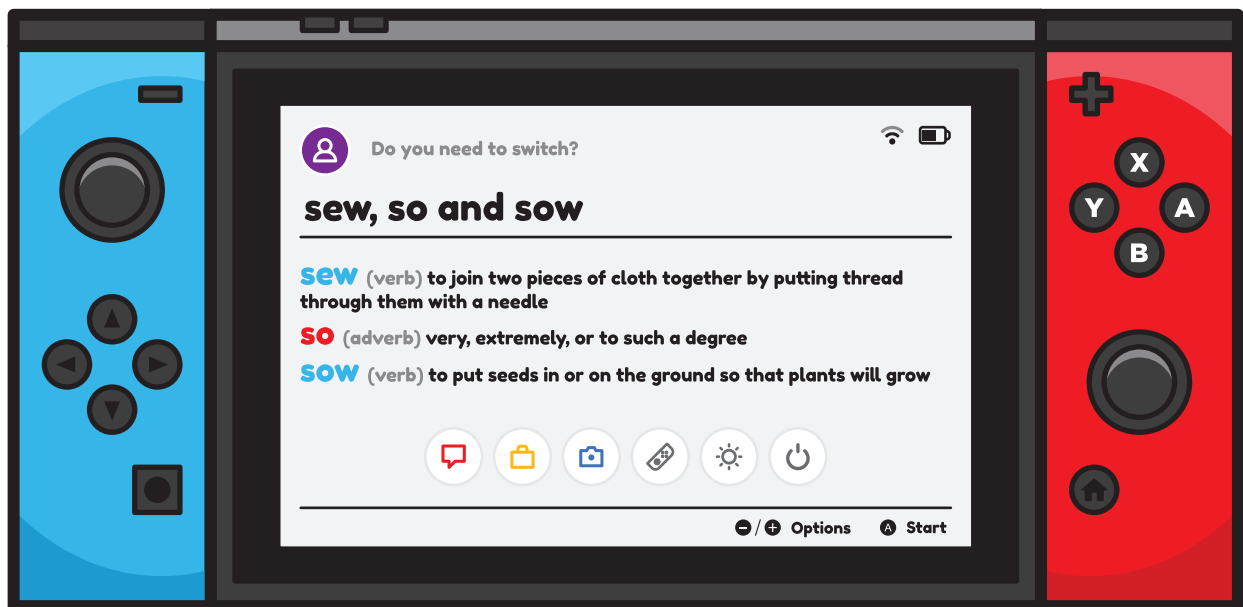 Do you need to switch?
sew, so and sow
sew (verb) to join two pieces of cloth together by putting thread
through them with a needle
so (adverb) very, extremely, or to such a degree
sow (verb) to put seeds in or on the ground so that plants will grow
-/+ Options A Start
X
Y A
B